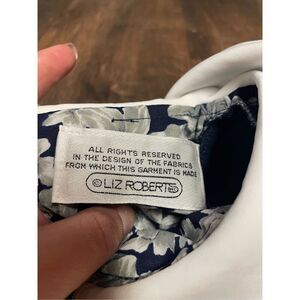 ALL RIGHTS RESERVED
IN THE DESIGN OF THE FABRICS
FROM WHICH THIS GARMENT IS MADE
© LIZ ROBERTS